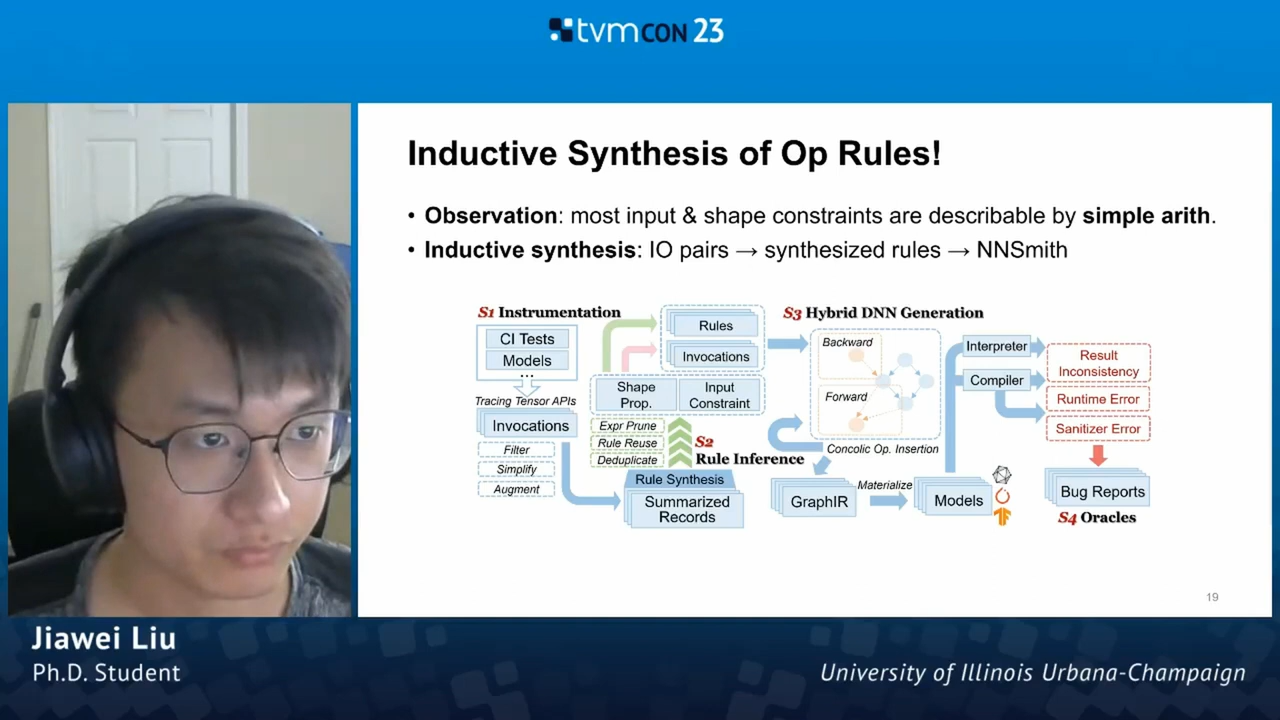 tvmcon 23
Inductive Synthesis of Op Rules!
• Observation: most input & shape constraints are describable by simple arith.
• Inductive synthesis: IO pairs → synthesized rules → NNSmith
S1 Instrumentation
CI Tests
Models
...
Tracing Tensor APIs
Invocations
Filter
Simplify
Augment
Rules
Invocations
Shape Prop.
Input Constraint
Expr Prune
Rule Reuse
Deduplicate
S2
Rule Inference
Rule Synthesis
Summarized
Records
S3 Hybrid DNN Generation
Backward
Forward
Concolic Op. Insertion
GraphIR
Materialize
Models
Interpreter
Compiler
Result
Inconsistency
Runtime Error
Sanitizer Error
Bug Reports
S4 Oracles
19
Jiawei Liu
Ph.D. Student
University of Illinois Urbana-Champaign